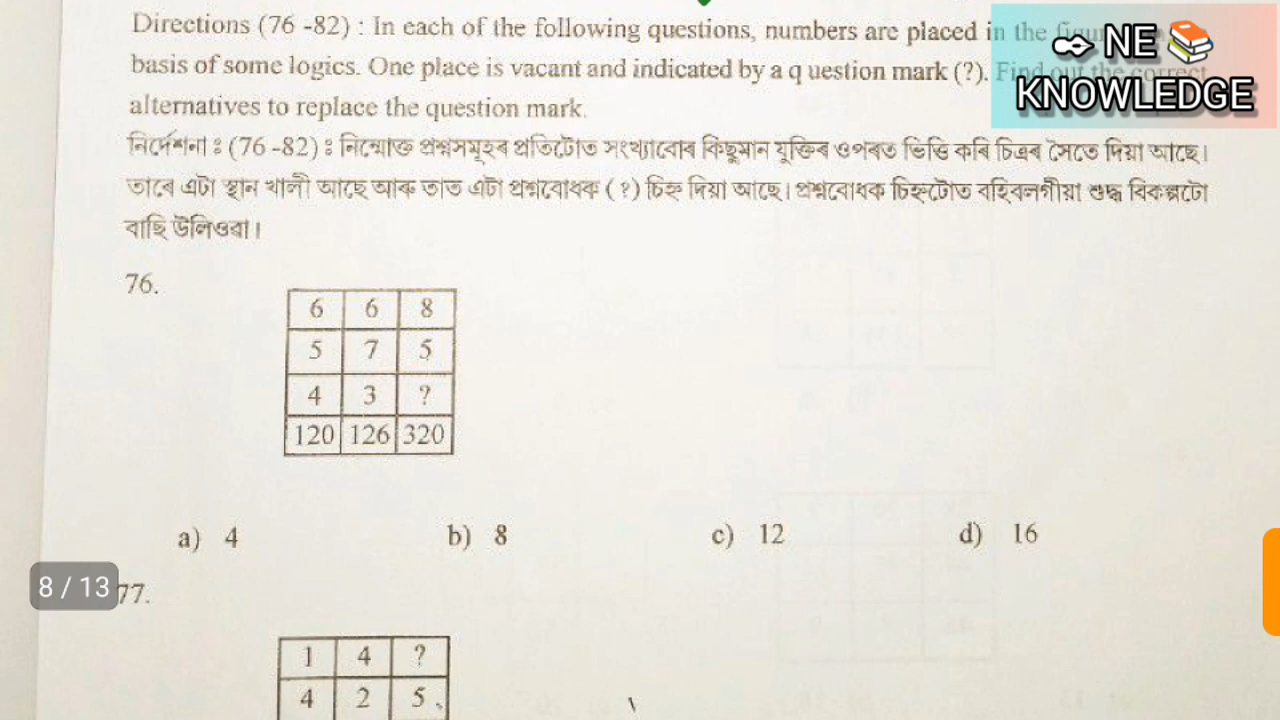 Directions (76 -82) : In each of the following questions, numbers are placed in the
basis of some logics. One place is vacant and indicated by a q uestion mark (?). Find out the correct
alternatives to replace the question mark.
নিৰ্দেশনা ঃ (76 -82) ঃ নিম্নোক্ত প্ৰশ্নসমূহৰ প্ৰতিটোত সংখ্যাবোৰ কিছুমান যুক্তিৰ ওপৰত ভিত্তি কৰি চিত্ৰৰ সৈতে দিয়া আছে।
তাৰে এটা স্থান খালী আছে আৰু তাত এটা প্ৰশ্নবোধক (?) চিহ্ন দিয়া আছে। প্ৰশ্নবোধক চিহ্নটোত বহিবলগীয়া শুদ্ধ বিকল্পটো
বাছি উলিওৱা।
NE
KNOWLEDGE
76.
6 6 8
5 7 5
4 3 ?
120 126 320
a) 4 b) 8 c) 12 d) 16
8 / 13
77.
1 4 ?
4 2 5